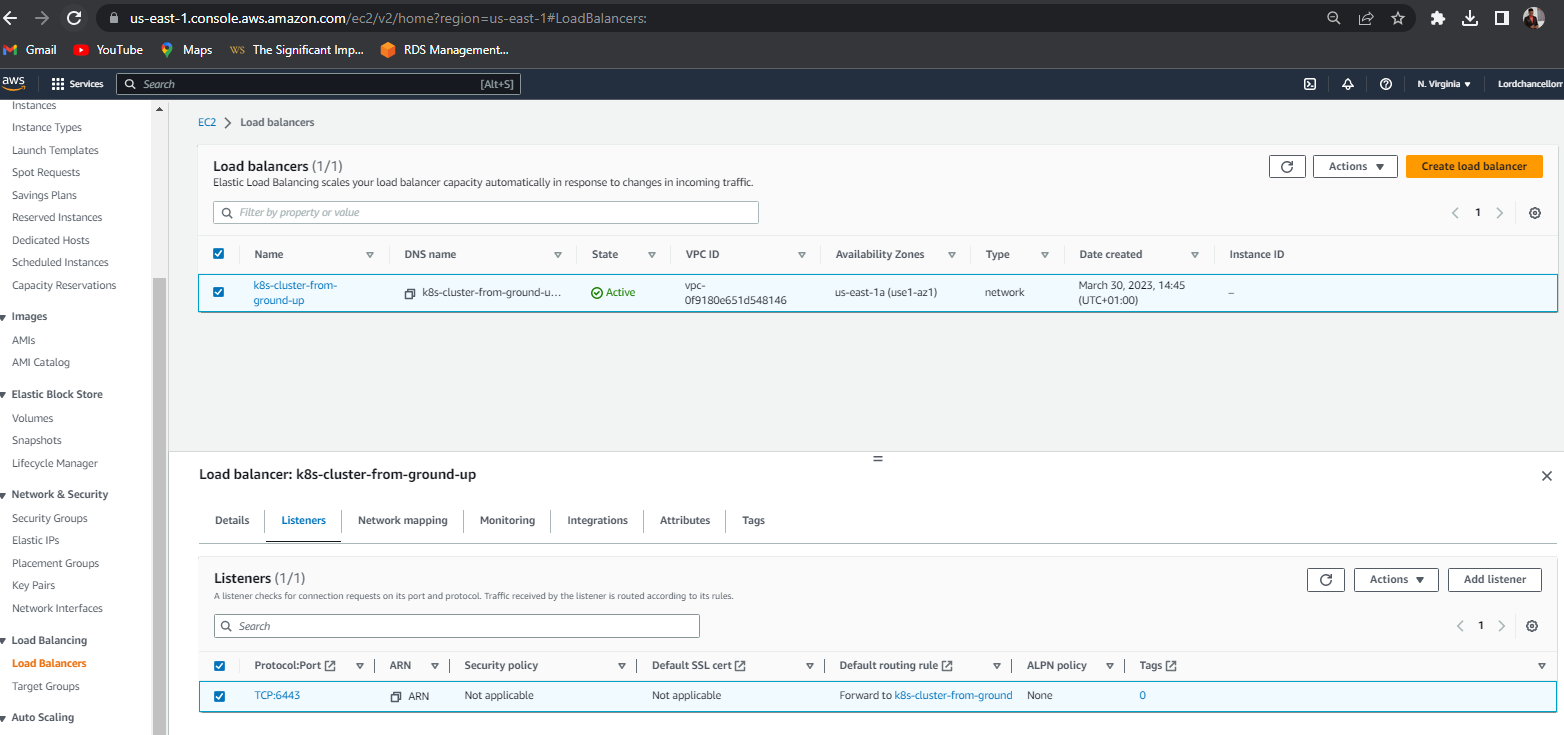 us-east-1.console.aws.amazon.com/ec2/v2/home?region=us-east-1#LoadBalancers:
Gmail YouTube Maps WS The Significant Imp... RDS Management...
aws Services Search [Alt+S] N. Virginia Lordchancellorr
Instances
Instance Types
Launch Templates
Spot Requests
Savings Plans
Reserved Instances
Dedicated Hosts
Scheduled Instances
Capacity Reservations
Images
AMIs
AMI Catalog
Elastic Block Store
Volumes
Snapshots
Lifecycle Manager
Network & Security
Security Groups
Elastic IPs
Placement Groups
Key Pairs
Network Interfaces
Load Balancing
Load Balancers
Target Groups
Auto Scaling
EC2 Load balancers
Load balancers (1/1)
Elastic Load Balancing scales your load balancer capacity automatically in response to changes in incoming traffic.
Actions Create load balancer
Filter by property or value
1
Name DNS name State VPC ID Availability Zones Type Date created Instance ID
k8s-cluster-from-ground-up k8s-cluster-from-ground-u... Active vpc-0f9180e651d548146 us-east-1a (use1-az1) network March 30, 2023, 14:45 (UTC+01:00) –
Load balancer: k8s-cluster-from-ground-up
Details Listeners Network mapping Monitoring Integrations Attributes Tags
Listeners (1/1)
A listener checks for connection requests on its port and protocol. Traffic received by the listener is routed according to its rules.
Actions Add listener
Search
1
Protocol:Port ARN Security policy Default SSL cert Default routing rule ALPN policy Tags
TCP:6443 ARN Not applicable Not applicable Forward to k8s-cluster-from-ground None 0